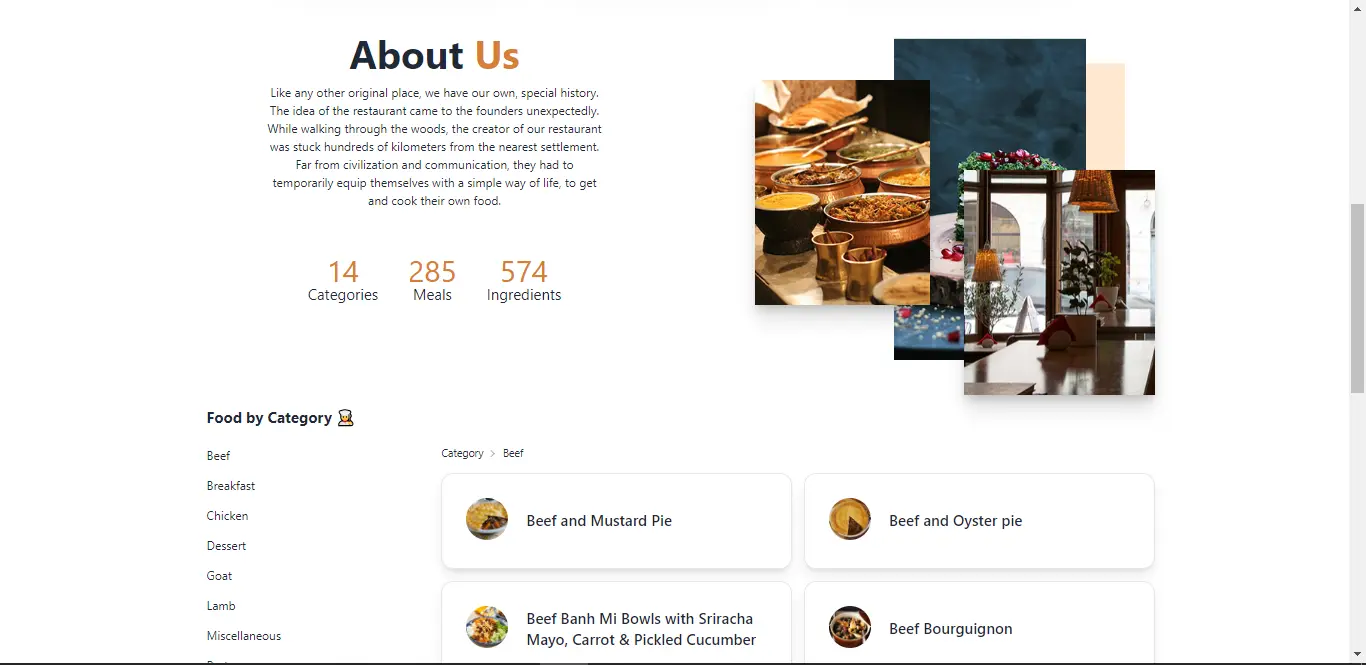 About Us
Like any other original place, we have our own, special history.
The idea of the restaurant came to the founders unexpectedly.
While walking through the woods, the creator of our restaurant
was stuck hundreds of kilometers from the nearest settlement.
Far from civilization and communication, they had to
temporarily equip themselves with a simple way of life, to get
and cook their own food.
14 285 574
Categories Meals Ingredients
Food by Category
Beef
Breakfast
Chicken
Dessert
Goat
Lamb
Miscellaneous
Category > Beef
Beef and Mustard Pie
Beef and Oyster pie
Beef Banh Mi Bowls with Sriracha
Mayo, Carrot & Pickled Cucumber
Beef Bourguignon